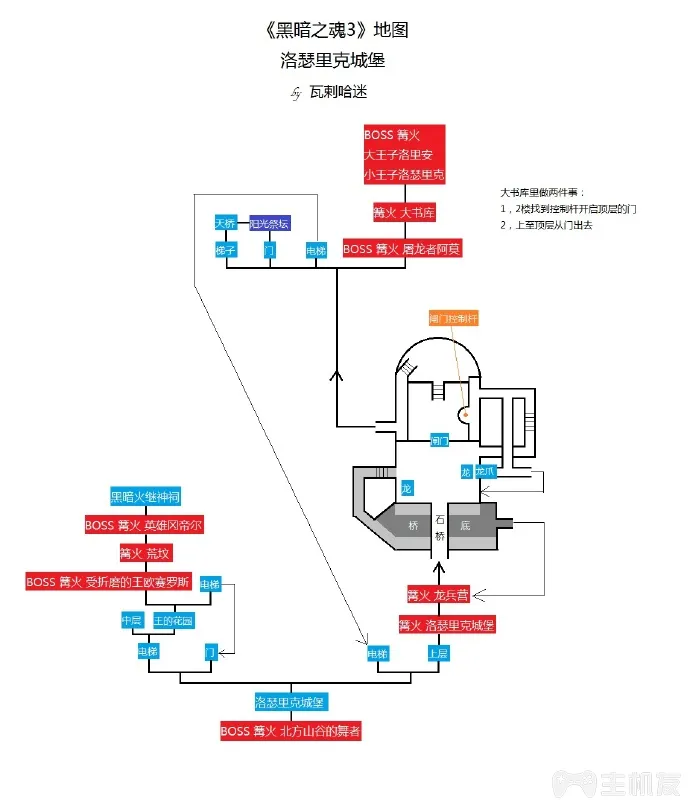 《黑暗之魂3》地图
洛瑟里克城堡
by 瓦剌哈迷
BOSS 篝火
大王子洛里安
小王子洛瑟里克
大书库里做两件事：
1，2楼找到控制杆开启顶层的门
2，上至顶层从门出去
篝火 大书库
天桥
阳光祭坛
梯子
门
电梯
BOSS 篝火 屠龙者阿莫
闸门控制杆
闸门
龙
龙爪
龙
桥
石桥
底
黑暗火继神祠
BOSS 篝火 英雄冈帝尔
篝火 荒坟
BOSS 篝火 受折磨的王欧赛罗斯
电梯
篝火 龙兵营
中层
王的花园
篝火 洛瑟里克城堡
电梯
门
电梯
上层
洛瑟里克城堡
BOSS 篝火 北方山谷的舞者
主机友